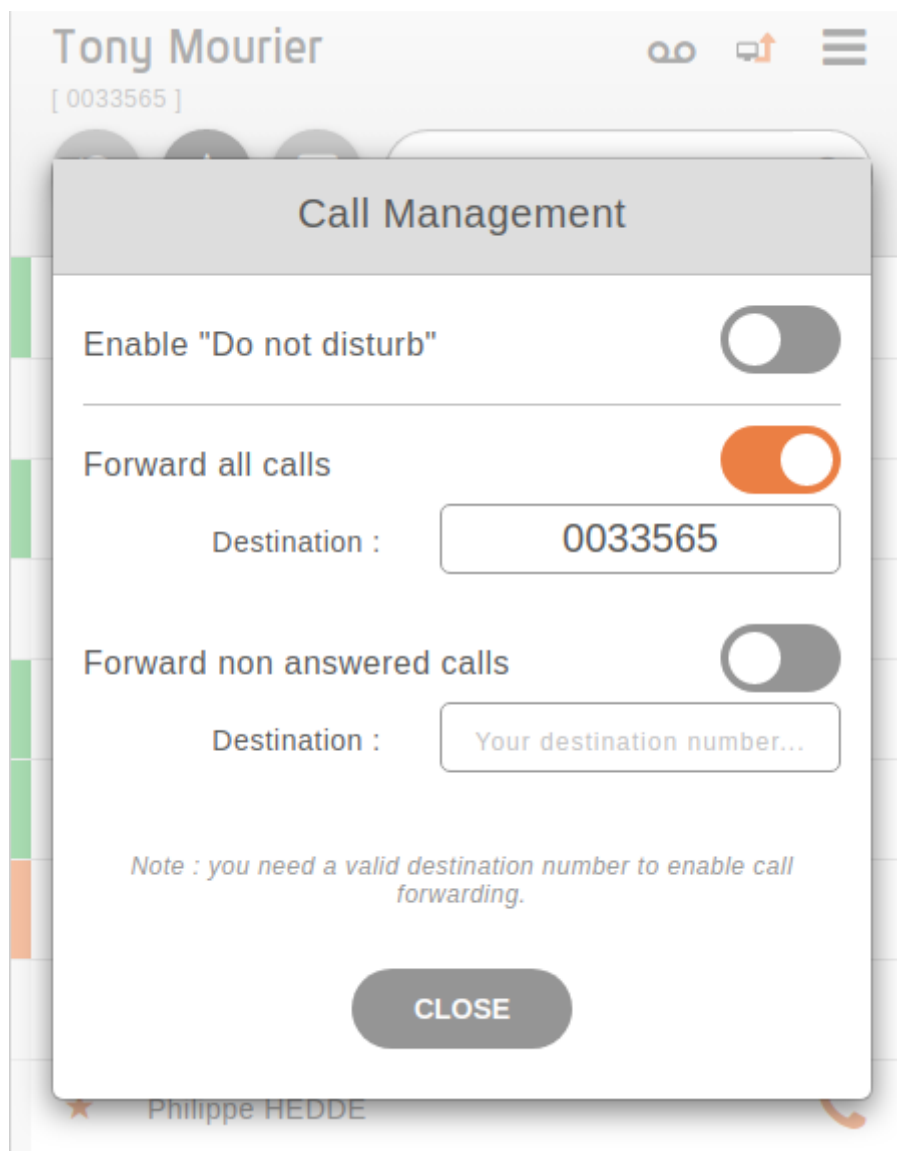 Tony Mourier
[ 0033565 ]
Call Management
Enable "Do not disturb"
Forward all calls
Destination :
0033565
Forward non answered calls
Destination :
Your destination number...
Note : you need a valid destination number to enable call
forwarding.
CLOSE
Philippe HEDDE